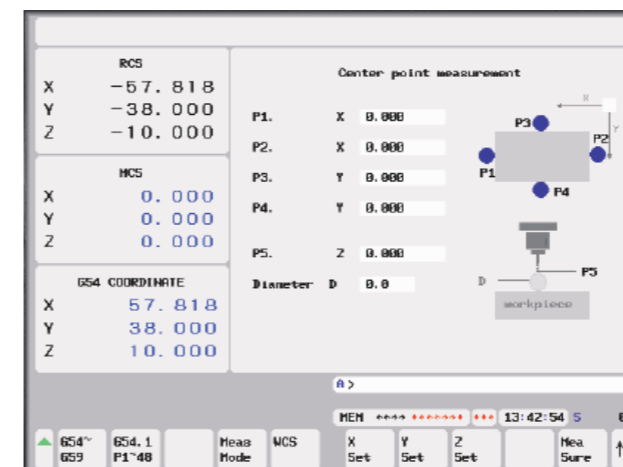 RCS
X -57.818
Y -38.000
Z -10.000
MCS
X 0.000
Y 0.000
Z 0.000
G54 COORDINATE
X 57.818
Y 38.000
Z 10.000
Center point measurement
P1. X 0.000
P2. X 0.000
P3. Y 0.000
P4. Y 0.000
P5. Z 0.000
Diameter D 0.0
X
Y
P3
P2
P1
P4
P5
D
workpiece
A>
MEM **** ******* *** 13:42:54 S
G54~ G59
G54.1 P1~48
Meas Mode
WCS
X Set
Y Set
Z Set
Mea Sure